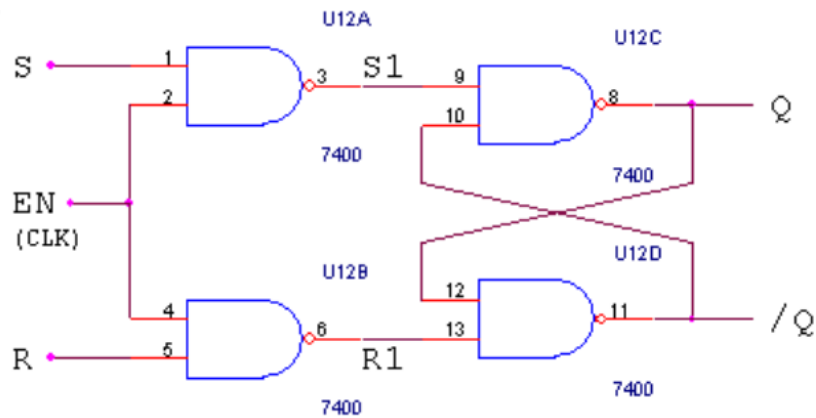 U12A
U12C
S 1 3 S1 9
2 10 8 Q
7400 7400
EN
(CLK)
U12B U12D
4 12 11 /Q
R 5 6 R1 13
7400 7400